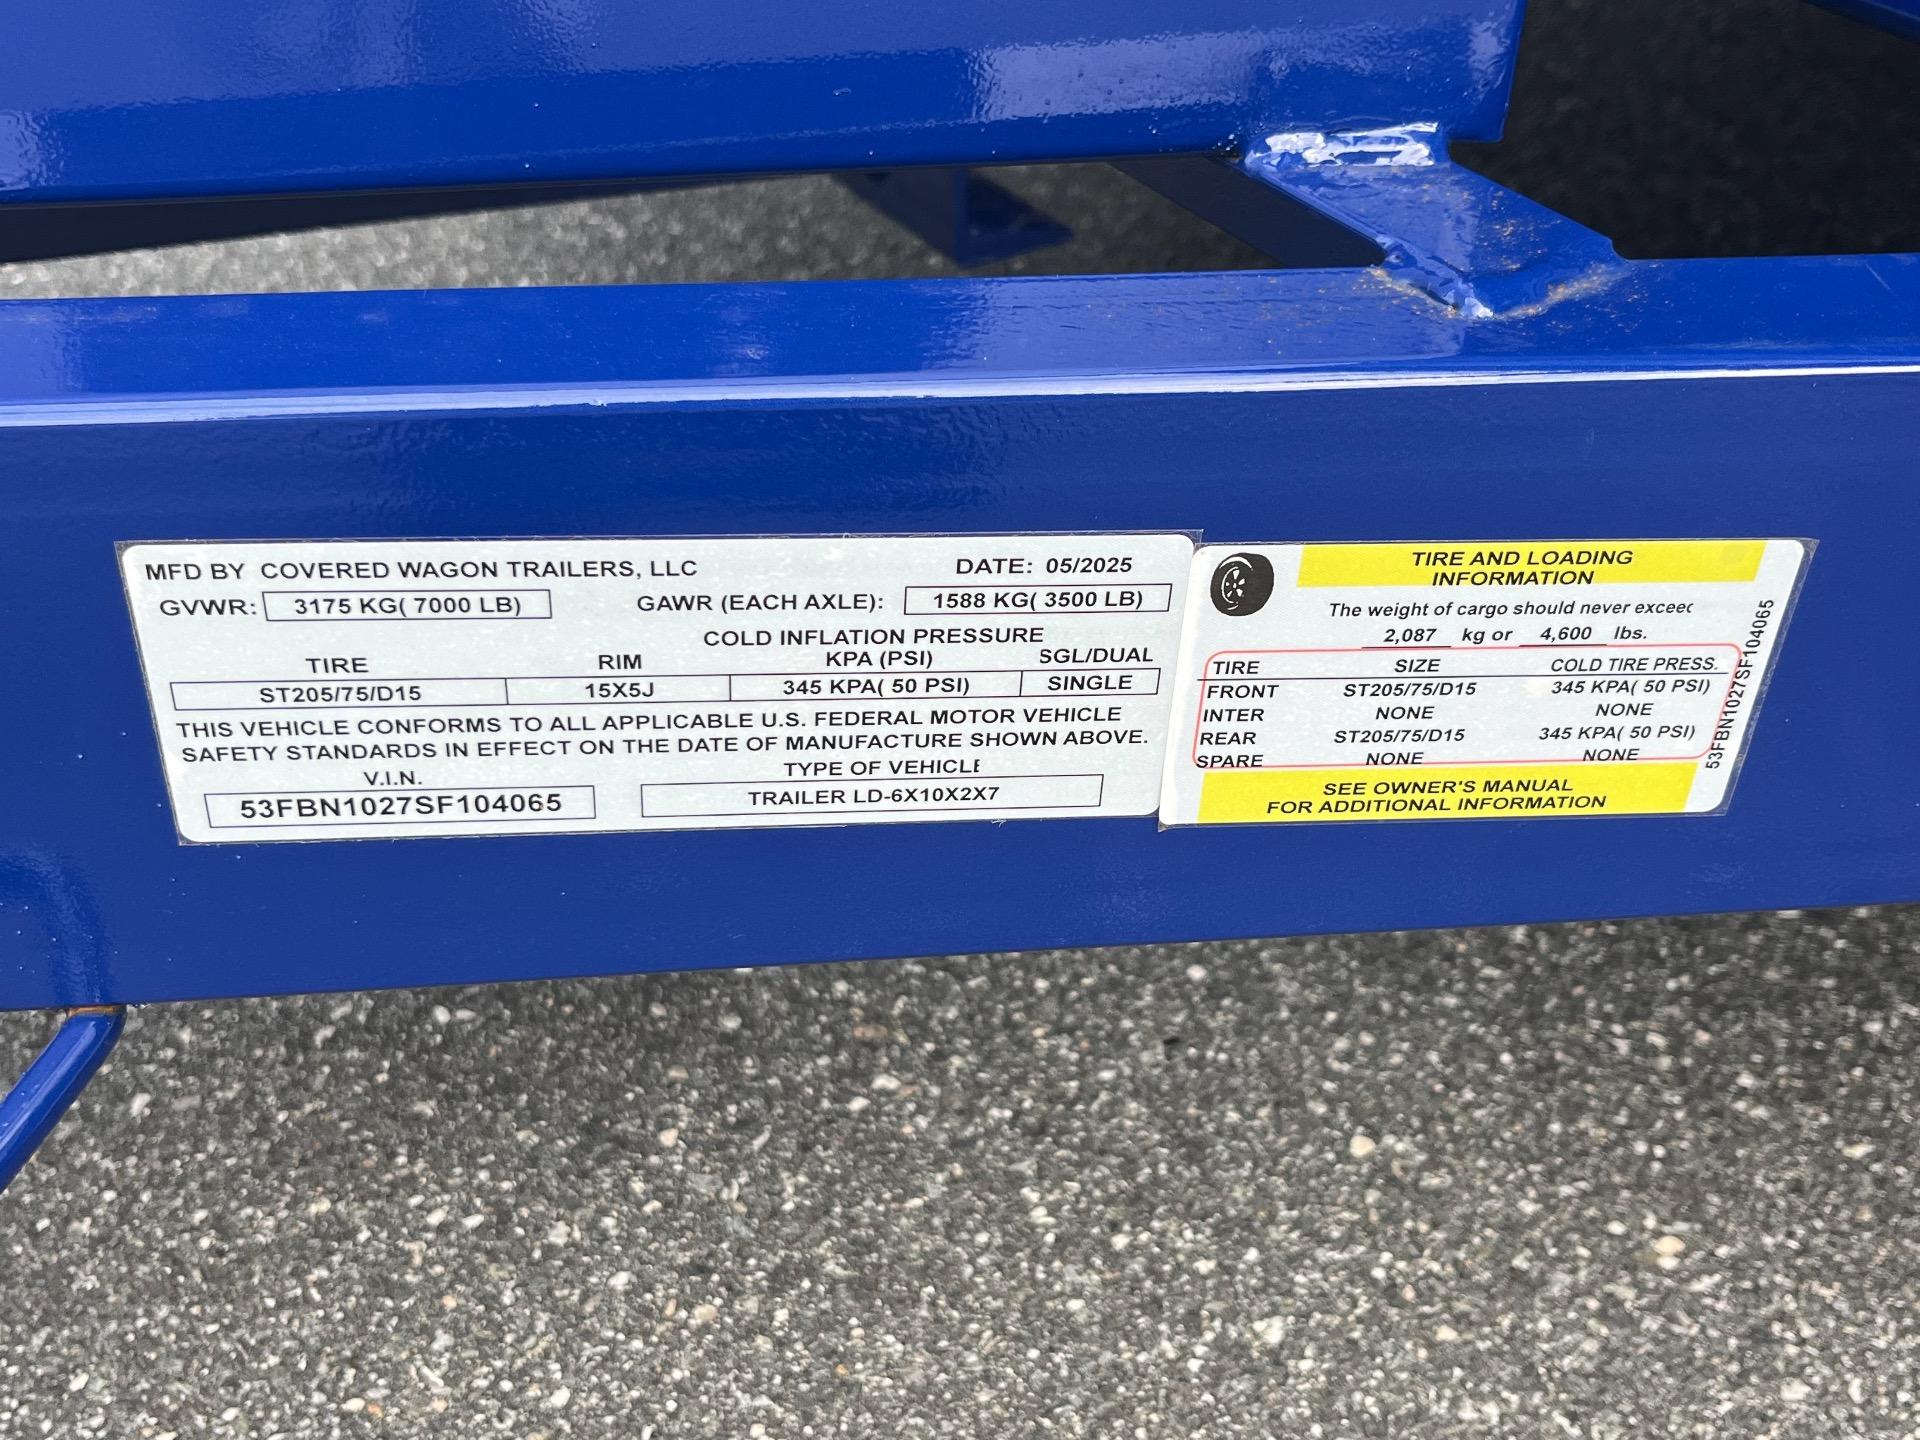 MFD BY COVERED WAGON TRAILERS, LLC DATE: 05/2025
GVWR: 3175 KG( 7000 LB) GAWR (EACH AXLE): 1588 KG( 3500 LB)
COLD INFLATION PRESSURE
TIRE RIM KPA (PSI) SGL/DUAL
ST205/75/D15 15X5J 345 KPA( 50 PSI) SINGLE
THIS VEHICLE CONFORMS TO ALL APPLICABLE U.S. FEDERAL MOTOR VEHICLE
SAFETY STANDARDS IN EFFECT ON THE DATE OF MANUFACTURE SHOWN ABOVE.
V.I.N. TYPE OF VEHICLE
53FBN1027SF104065 TRAILER LD-6X10X2X7
TIRE AND LOADING
INFORMATION
The weight of cargo should never exceed
2,087 kg or 4,600 lbs.
TIRE SIZE COLD TIRE PRESS.
FRONT ST205/75/D15 345 KPA( 50 PSI)
INTER NONE NONE
REAR ST205/75/D15 345 KPA( 50 PSI)
SPARE NONE NONE
SEE OWNER'S MANUAL
FOR ADDITIONAL INFORMATION
53FBN1027SF104065